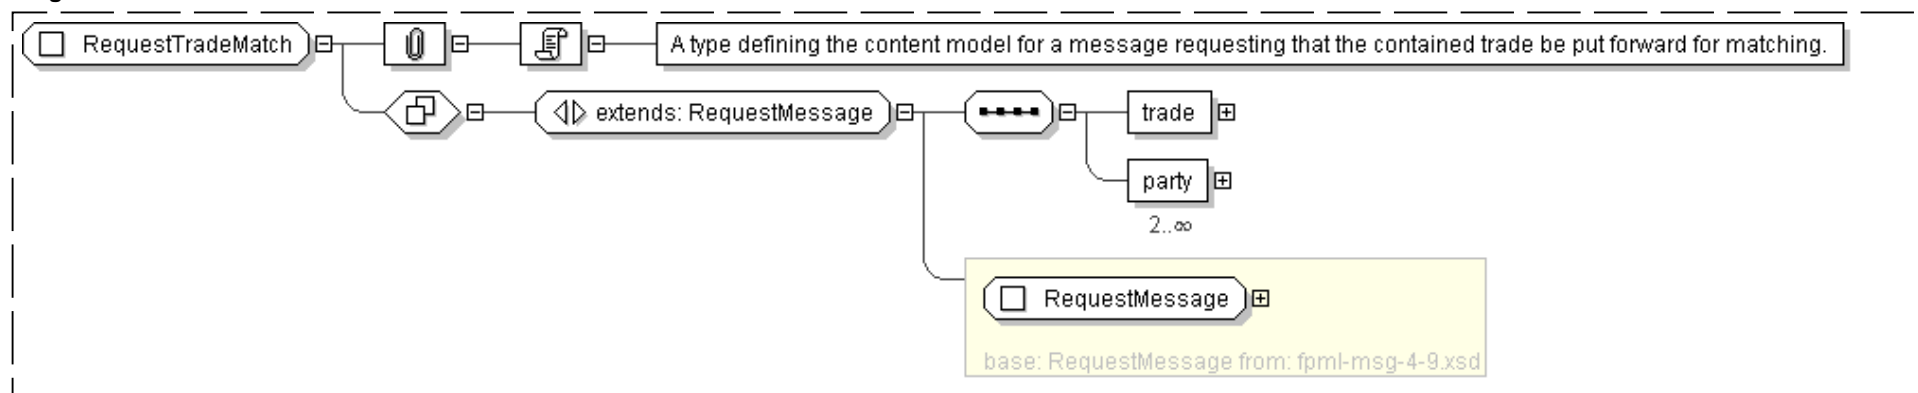 RequestTradeMatch
A type defining the content model for a message requesting that the contained trade be put forward for matching.
extends: RequestMessage
trade
party
2..∞
RequestMessage
base: RequestMessage from: fpml-msg-4-9.xsd